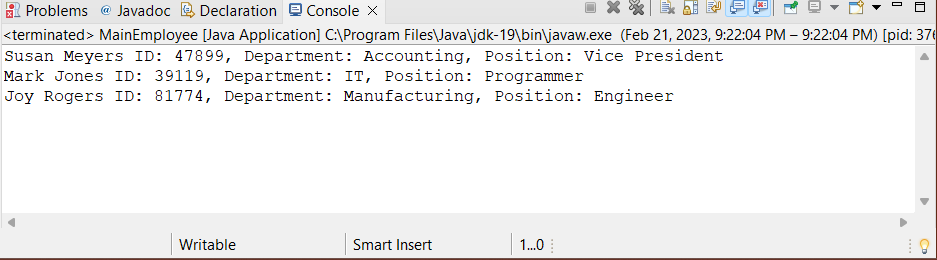 Problems @ Javadoc Declaration Console
<terminated> MainEmployee [Java Application] C:\Program Files\Java\jdk-19\bin\javaw.exe (Feb 21, 2023, 9:22:04 PM – 9:22:04 PM) [pid: 376
Susan Meyers ID: 47899, Department: Accounting, Position: Vice President
Mark Jones ID: 39119, Department: IT, Position: Programmer
Joy Rogers ID: 81774, Department: Manufacturing, Position: Engineer
Writable Smart Insert 1...0